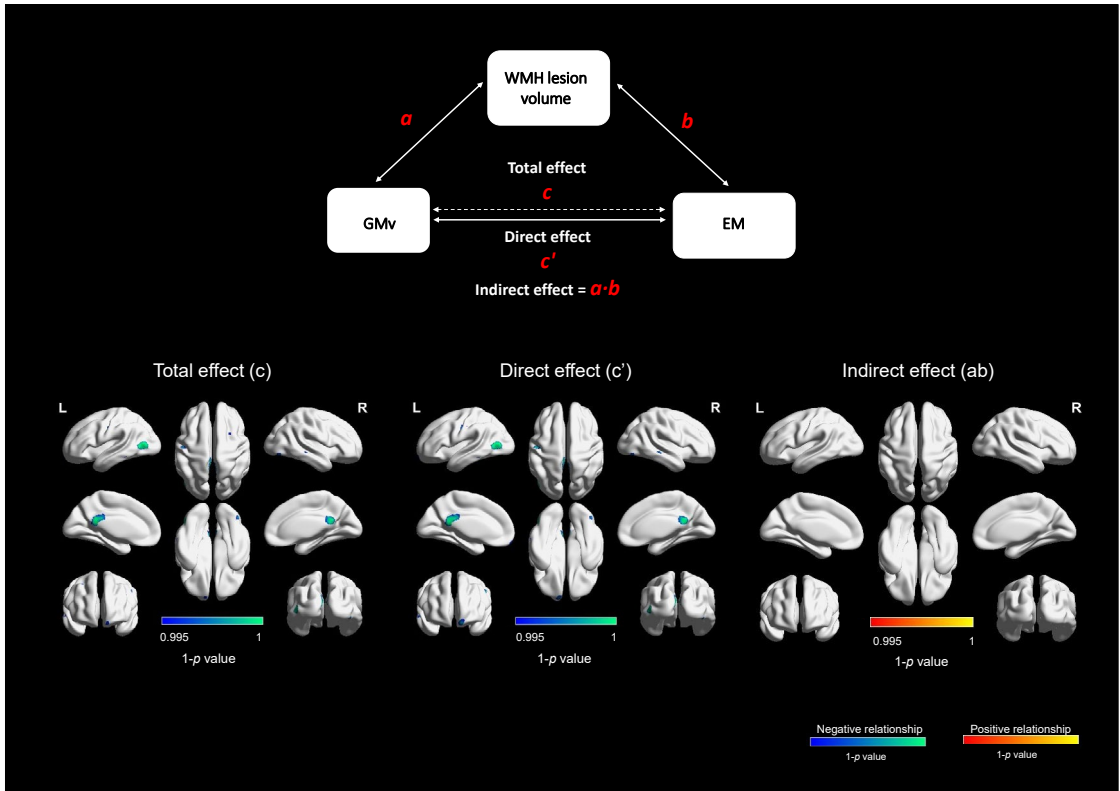 WMH lesion
volume
a
b
Total effect
c
GMv
EM
Direct effect
c'
Indirect effect = a·b
Total effect (c)
Direct effect (c’)
Indirect effect (ab)
L
R
L
R
L
R
0.995
1
1-p value
0.995
1
1-p value
0.995
1
1-p value
Negative relationship
1-p value
Positive relationship
1-p value